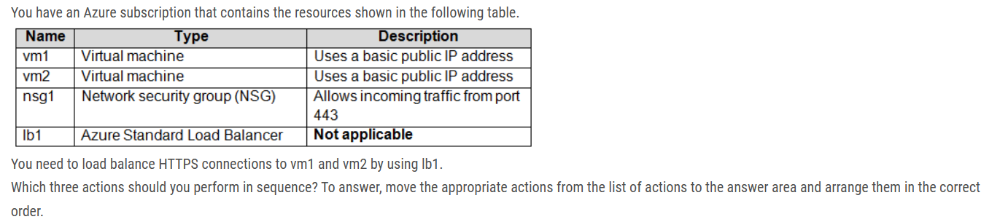 You have an Azure subscription that contains the resources shown in the following table.
Name Type Description
vm1 Virtual machine Uses a basic public IP address
vm2 Virtual machine Uses a basic public IP address
nsg1 Network security group (NSG) Allows incoming traffic from port
443
lb1 Azure Standard Load Balancer Not applicable
You need to load balance HTTPS connections to vm1 and vm2 by using lb1.
Which three actions should you perform in sequence? To answer, move the appropriate actions from the list of actions to the answer area and arrange them in the correct
order.